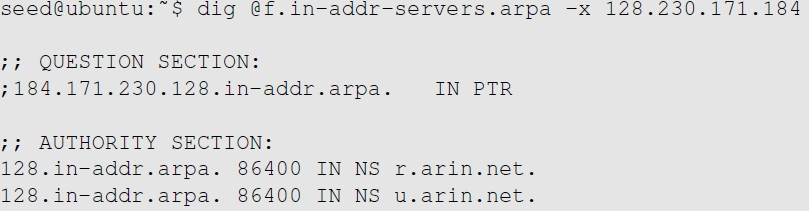 seed@ubuntu:~$ dig @f.in-addr-servers.arpa -x 128.230.171.184
;; QUESTION SECTION:
;184.171.230.128.in-addr.arpa. IN PTR
;; AUTHORITY SECTION:
128.in-addr.arpa. 86400 IN NS r.arin.net.
128.in-addr.arpa. 86400 IN NS u.arin.net.